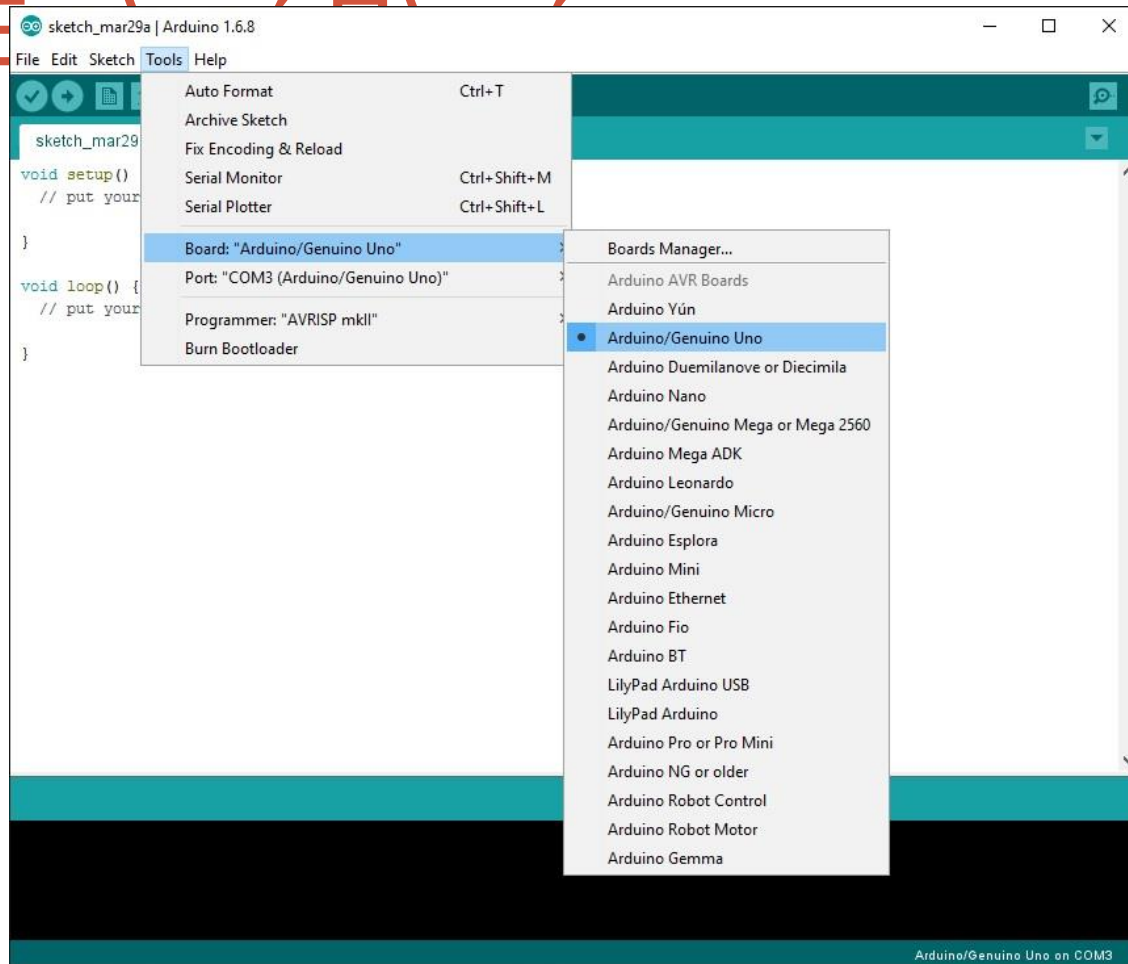 sketch_mar29a | Arduino 1.6.8
File Edit Sketch Tools Help
sketch_mar29
void setup()
// put your
}
void loop() {
// put your
}
Auto Format Ctrl+T
Archive Sketch
Fix Encoding & Reload
Serial Monitor Ctrl+Shift+M
Serial Plotter Ctrl+Shift+L
Board: "Arduino/Genuino Uno"
Port: "COM3 (Arduino/Genuino Uno)"
Programmer: "AVRISP mkII"
Burn Bootloader
Boards Manager...
Arduino AVR Boards
Arduino Yún
Arduino/Genuino Uno
Arduino Duemilanove or Diecimila
Arduino Nano
Arduino/Genuino Mega or Mega 2560
Arduino Mega ADK
Arduino Leonardo
Arduino/Genuino Micro
Arduino Esplora
Arduino Mini
Arduino Ethernet
Arduino Fio
Arduino BT
LilyPad Arduino USB
LilyPad Arduino
Arduino Pro or Pro Mini
Arduino NG or older
Arduino Robot Control
Arduino Robot Motor
Arduino Gemma
Arduino/Genuino Uno on COM3